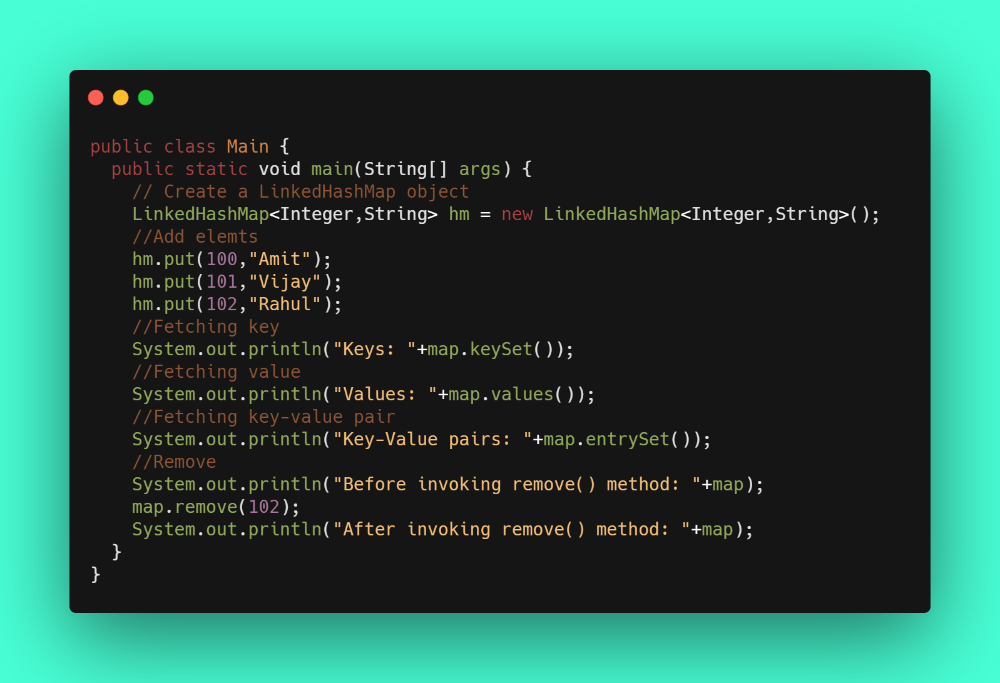 public class Main {
  public static void main(String[] args) {
    // Create a LinkedHashMap object
    LinkedHashMap<Integer,String> hm = new LinkedHashMap<Integer,String>();
    //Add elemts
    hm.put(100,"Amit");
    hm.put(101,"Vijay");
    hm.put(102,"Rahul");
    //Fetching key
    System.out.println("Keys: "+map.keySet());
    //Fetching value
    System.out.println("Values: "+map.values());
    //Fetching key-value pair
    System.out.println("Key-Value pairs: "+map.entrySet());
    //Remove
    System.out.println("Before invoking remove() method: "+map);
    map.remove(102);
    System.out.println("After invoking remove() method: "+map);
  }
}